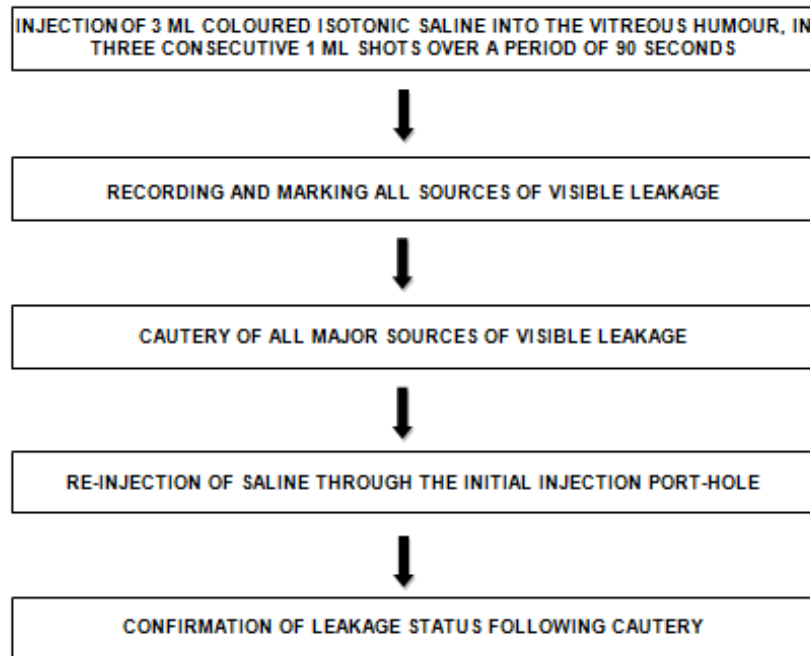 INJECTION OF 3 ML COLOURED ISOTONIC SALINE INTO THE VITREOUS HUMOUR, IN
THREE CONSECUTIVE 1 ML SHOTS OVER A PERIOD OF 90 SECONDS
RECORDING AND MARKING ALL SOURCES OF VISIBLE LEAKAGE
CAUTERY OF ALL MAJOR SOURCES OF VISIBLE LEAKAGE
RE-INJECTION OF SALINE THROUGH THE INITIAL INJECTION PORT-HOLE
CONFIRMATION OF LEAKAGE STATUS FOLLOWING CAUTERY